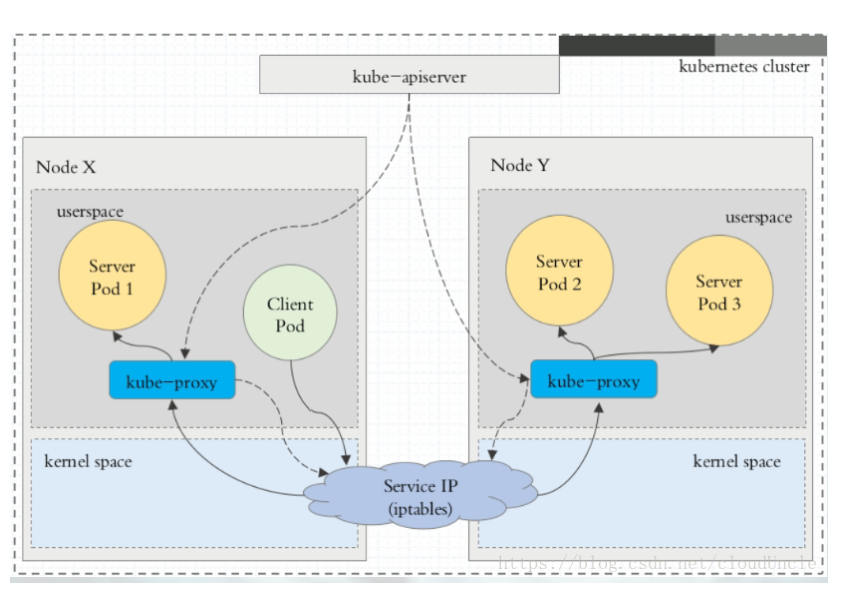 kubernetes cluster
kube-apiserver
Node X
userspace
Server
Pod 1
Client
Pod
kube-proxy
kernel space
Node Y
userspace
Server
Pod 2
Server
Pod 3
kube-proxy
kernel space
Service IP
(iptables)
https://blog.csdn.net/cloudUncle